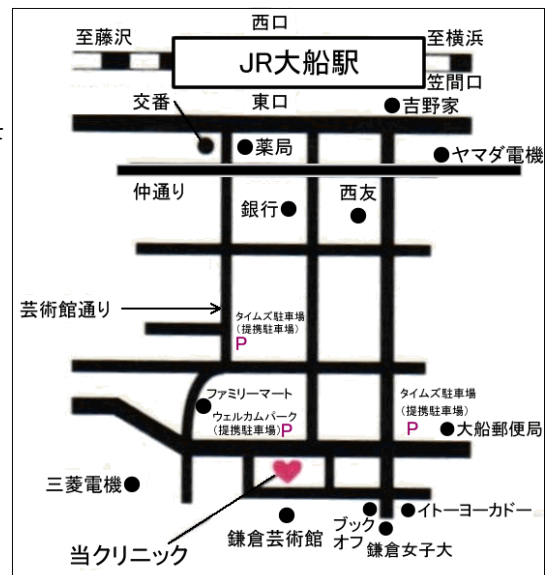 西口
至藤沢
JR大船駅
至横浜
笠間口
交番
東口
吉野家
薬局
ヤマダ電機
仲通り
銀行
西友
芸術館通り
タイムズ駐車場
(提携駐車場)
P
ファミリーマート
ウェルカムパーク
(提携駐車場)
P
タイムズ駐車場
(提携駐車場)
P
大船郵便局
三菱電機
当クリニック
鎌倉芸術館
ブック
オフ
イトーヨーカドー
鎌倉女子大